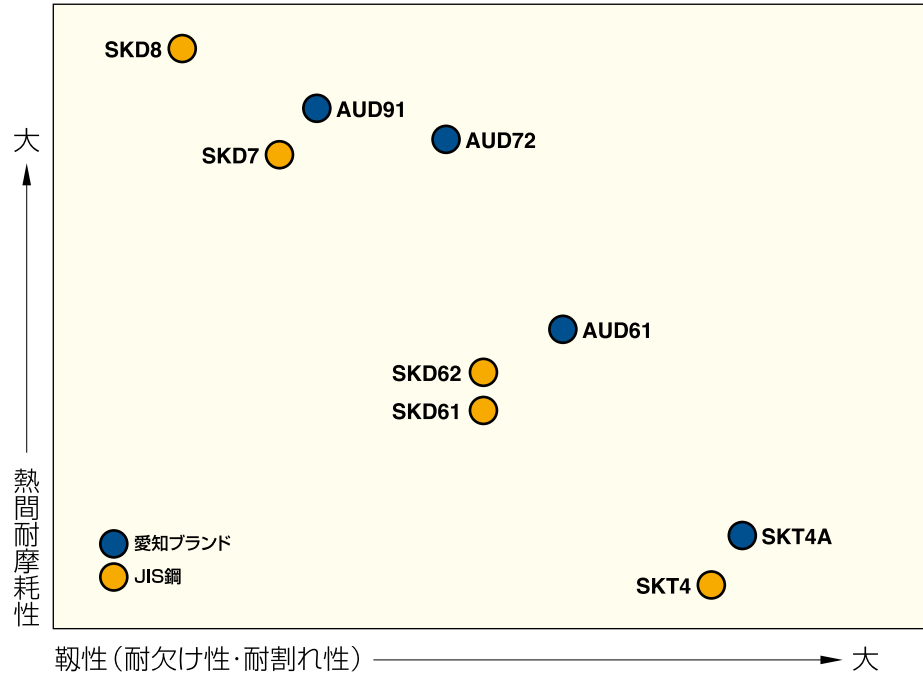 SKD8
AUD91
AUD72
SKD7
大
AUD61
SKD62
SKD61
熱間耐摩耗性
愛知ブランド
SKT4A
JIS鋼
SKT4
靱性(耐欠け性・耐割れ性)
大